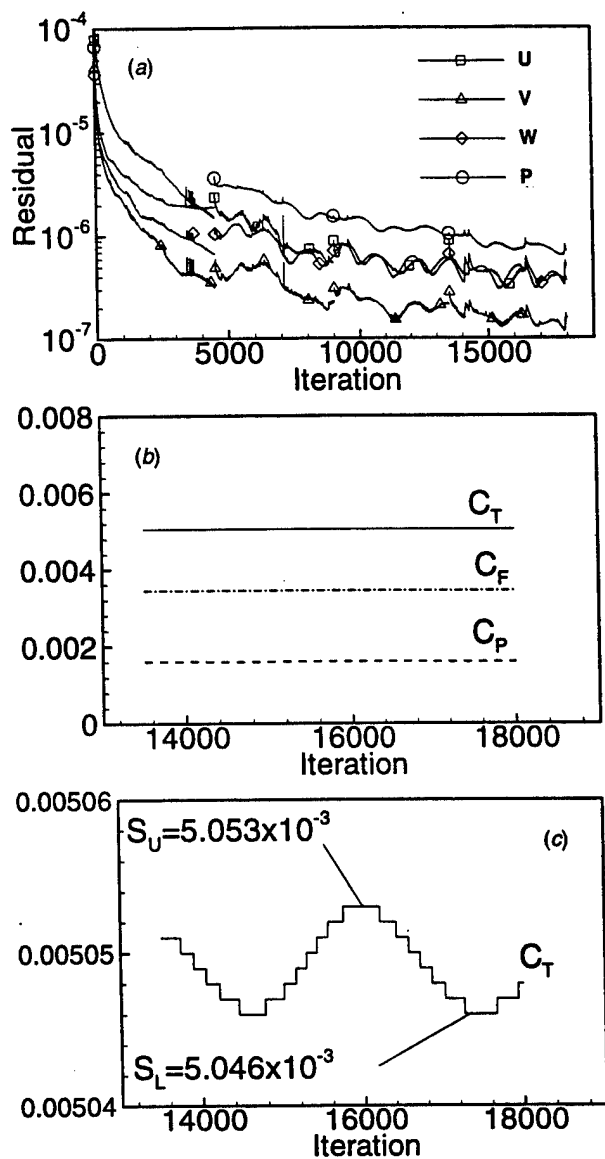 (a)
U
V
W
P
10^-4
10^-5
10^-6
10^-7
Residual
0 5000 10000 15000
Iteration
(b)
0.008
0.006
0.004
0.002
0
C_T
C_F
C_P
14000 16000 18000
Iteration
(c)
0.00506
0.00505
0.00504
S_U=5.053x10^-3
C_T
S_L=5.046x10^-3
14000 16000 18000
Iteration